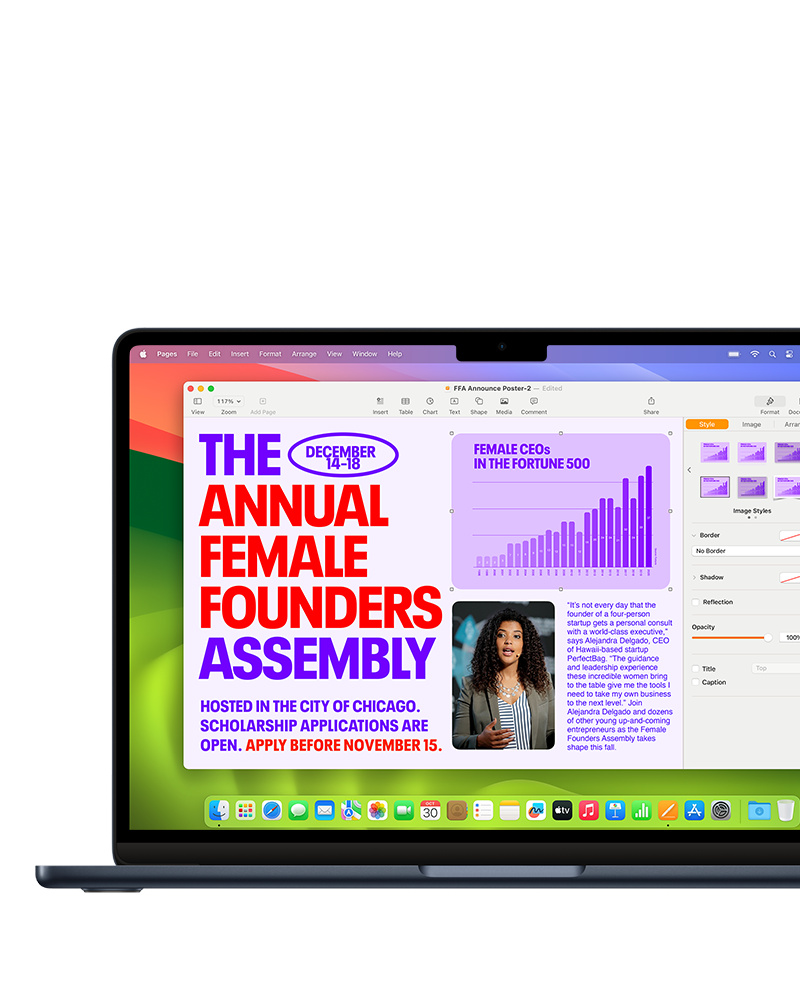 Pages File Edit Insert Format Arrange View Window Help
FFA Announce Poster-2 — Edited
117%
View Zoom Add Page Insert Table Chart Text Shape Media Comment Share Format
Style Image
THE
DECEMBER
14–18
ANNUAL
FEMALE
FOUNDERS
ASSEMBLY
HOSTED IN THE CITY OF CHICAGO.
SCHOLARSHIP APPLICATIONS ARE
OPEN. APPLY BEFORE NOVEMBER 15.
FEMALE CEOs
IN THE FORTUNE 500
“It’s not every day that the
founder of a four-person
startup gets a personal consult
with a world-class executive,”
says Alejandra Delgado, CEO
of Hawaii-based startup
PerfectBag. “The guidance
and leadership experience
these incredible women bring
to the table give me the tools I
need to take my own business
to the next level.” Join
Alejandra Delgado and dozens
of other young up-and-coming
entrepreneurs as the Female
Founders Assembly takes
shape this fall.
Image Styles
Border
No Border
Shadow
Reflection
Opacity
100%
Title Top
Caption
OCT
30
tv